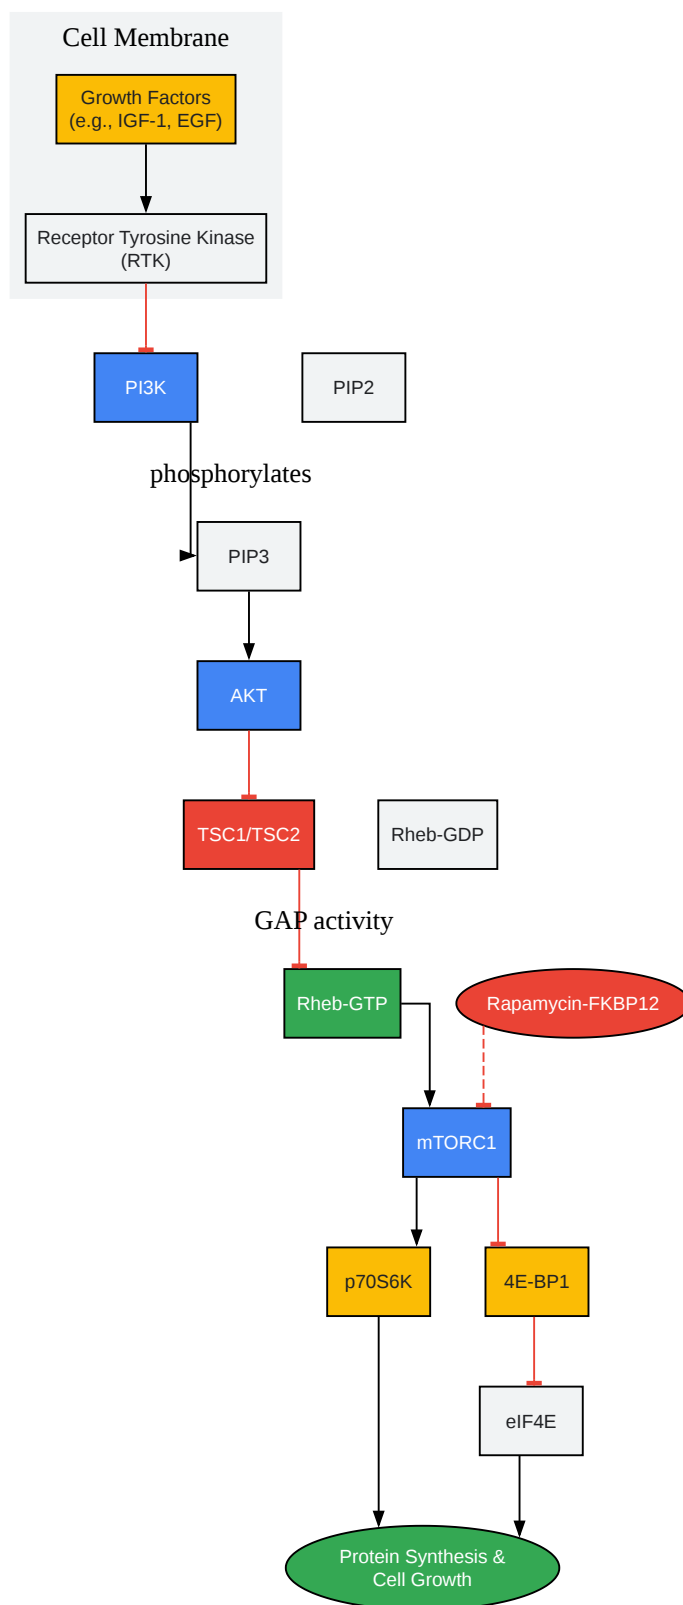 Cell Membrane
Growth Factors
(e.g., IGF-1, EGF)
Receptor Tyrosine Kinase
(RTK)
PI3K
PIP2
phosphorylates
PIP3
AKT
TSC1/TSC2
Rheb-GDP
GAP activity
Rheb-GTP
Rapamycin-FKBP12
mTORC1
p70S6K
4E-BP1
eIF4E
Protein Synthesis &
Cell Growth